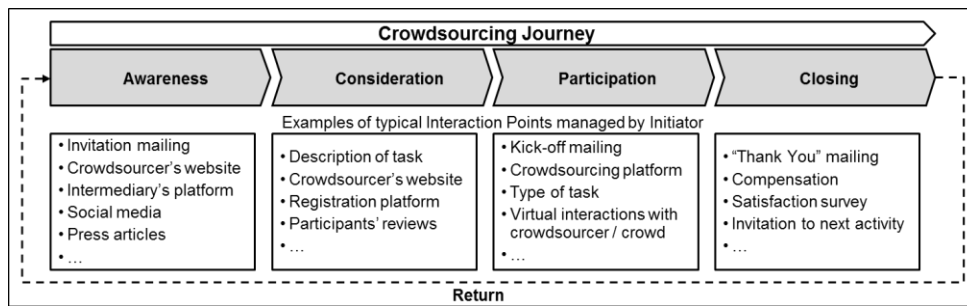 Crowdsourcing Journey
Awareness
Consideration
Participation
Closing
Examples of typical Interaction Points managed by Initiator
• Invitation mailing
• Crowdsourcer's website
• Intermediary's platform
• Social media
• Press articles
• …
• Description of task
• Crowdsourcer's website
• Registration platform
• Participants' reviews
• …
• Kick-off mailing
• Crowdsourcing platform
• Type of task
• Virtual interactions with
crowdsourcer / crowd
• …
• “Thank You” mailing
• Compensation
• Satisfaction survey
• Invitation to next activity
• …
Return